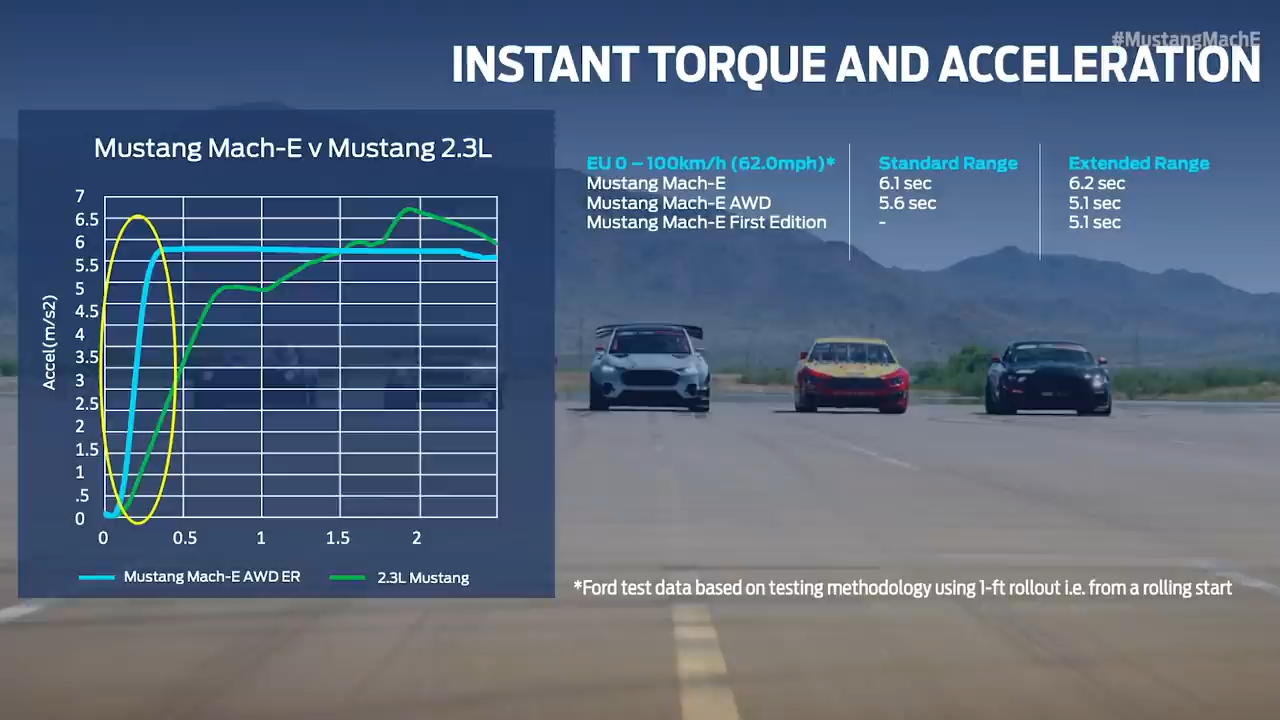 #MustangMachE
INSTANT TORQUE AND ACCELERATION
Mustang Mach-E v Mustang 2.3L
7
6.5
6
5.5
5
4.5
4
3.5
3
2.5
2
1.5
1
.5
0
Accel(m/s2)
0 0.5 1 1.5 2
Mustang Mach-E AWD ER 2.3L Mustang
EU 0 – 100km/h (62.0mph)* Standard Range Extended Range
Mustang Mach-E 6.1 sec 6.2 sec
Mustang Mach-E AWD 5.6 sec 5.1 sec
Mustang Mach-E First Edition - 5.1 sec
*Ford test data based on testing methodology using 1-ft rollout i.e. from a rolling start